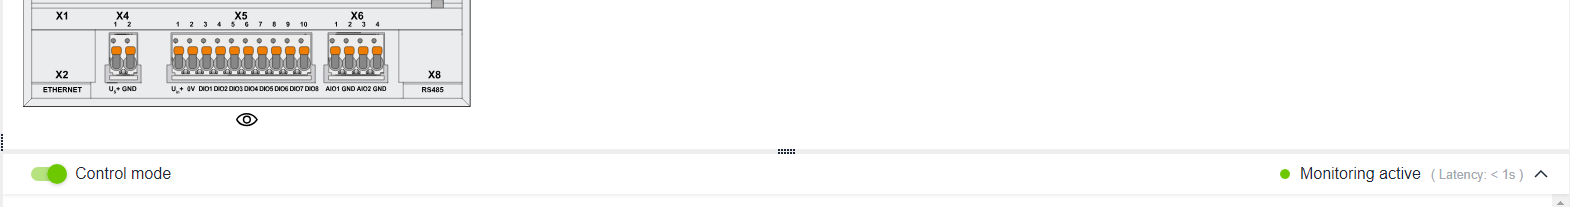 X1 X4 X5 X6
1 2 1 2 3 4 5 6 7 8 9 10 1 2 3 4
X2 X8
ETHERNET Us+ GND Uin+ 0V DIO1 DIO2 DIO3 DIO4 DIO5 DIO6 DIO7 DIO8 AIO1 GND AIO2 GND RS485
Control mode Monitoring active ( Latency: < 1s )